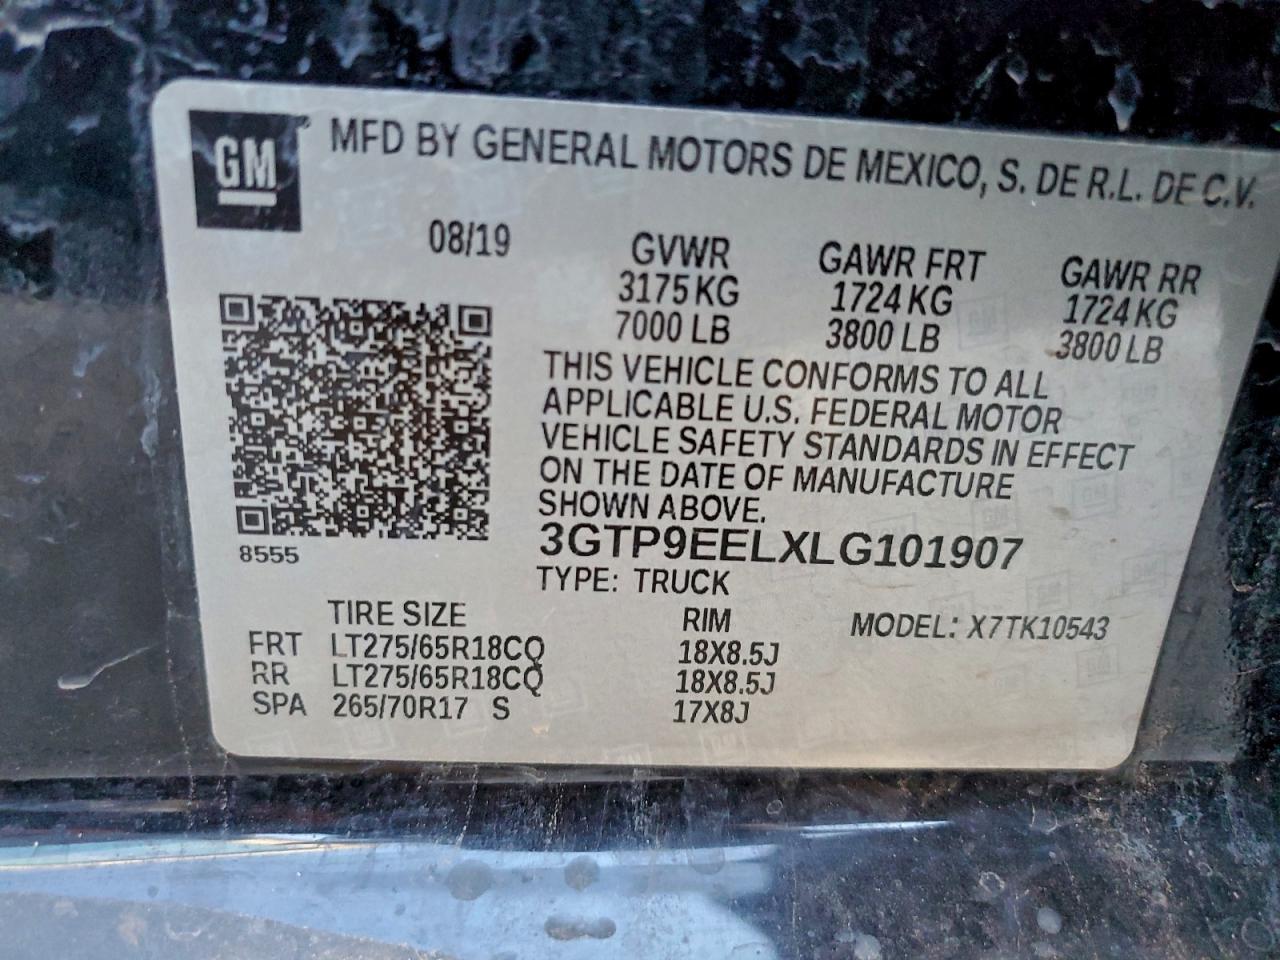 GM MFD BY GENERAL MOTORS DE MEXICO, S. DE R.L. DE C.V.
08/19 GVWR GAWR FRT GAWR RR
3175 KG 1724 KG 1724 KG
7000 LB 3800 LB 3800 LB
THIS VEHICLE CONFORMS TO ALL
APPLICABLE U.S. FEDERAL MOTOR
VEHICLE SAFETY STANDARDS IN EFFECT
ON THE DATE OF MANUFACTURE
SHOWN ABOVE.
8555 3GTP9EELXLG101907
TYPE: TRUCK
TIRE SIZE RIM MODEL: X7TK10543
FRT LT275/65R18CQ 18X8.5J
RR LT275/65R18CQ 18X8.5J
SPA 265/70R17 S 17X8J